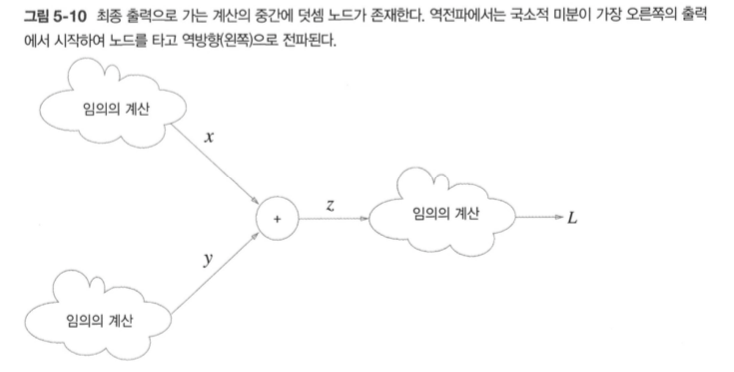 그림 5-10 최종 출력으로 가는 계산의 중간에 덧셈 노드가 존재한다. 역전파에서는 국소적 미분이 가장 오른쪽의 출력
에서 시작하여 노드를 타고 역방향(왼쪽)으로 전파된다.
임의의 계산
x
z
+
임의의 계산
L
y
임의의 계산